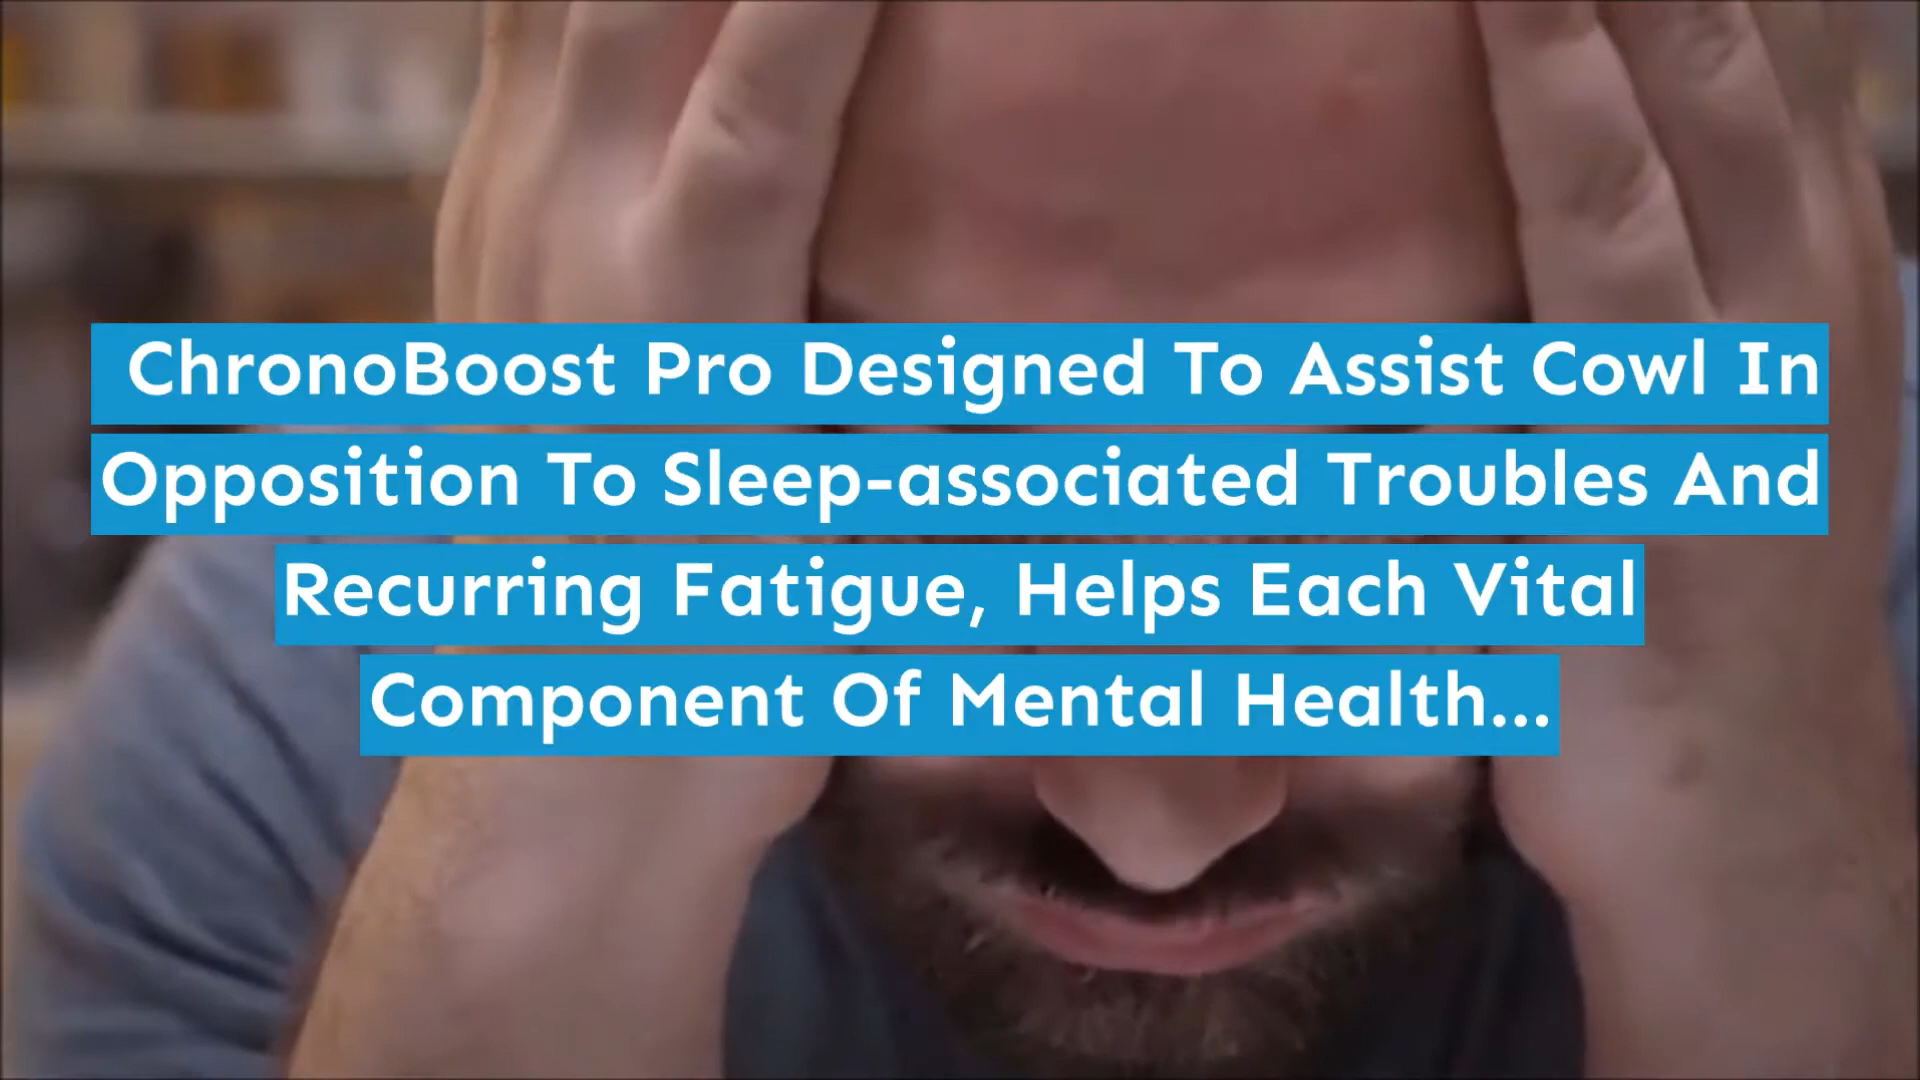 ChronoBoost Pro Designed To Assist Cowl In
Opposition To Sleep-associated Troubles And
Recurring Fatigue, Helps Each Vital
Component Of Mental Health...